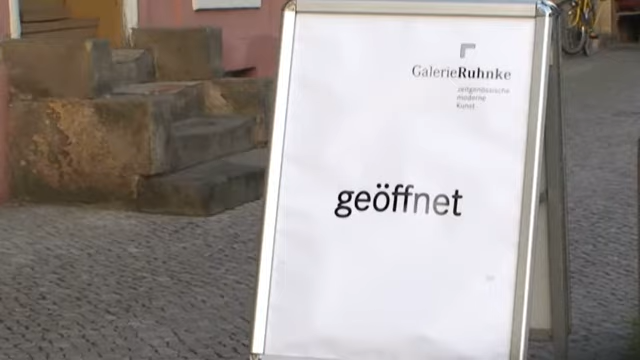 GalerieRuhnke
zeitgenössische
moderne
Kunst
geöffnet